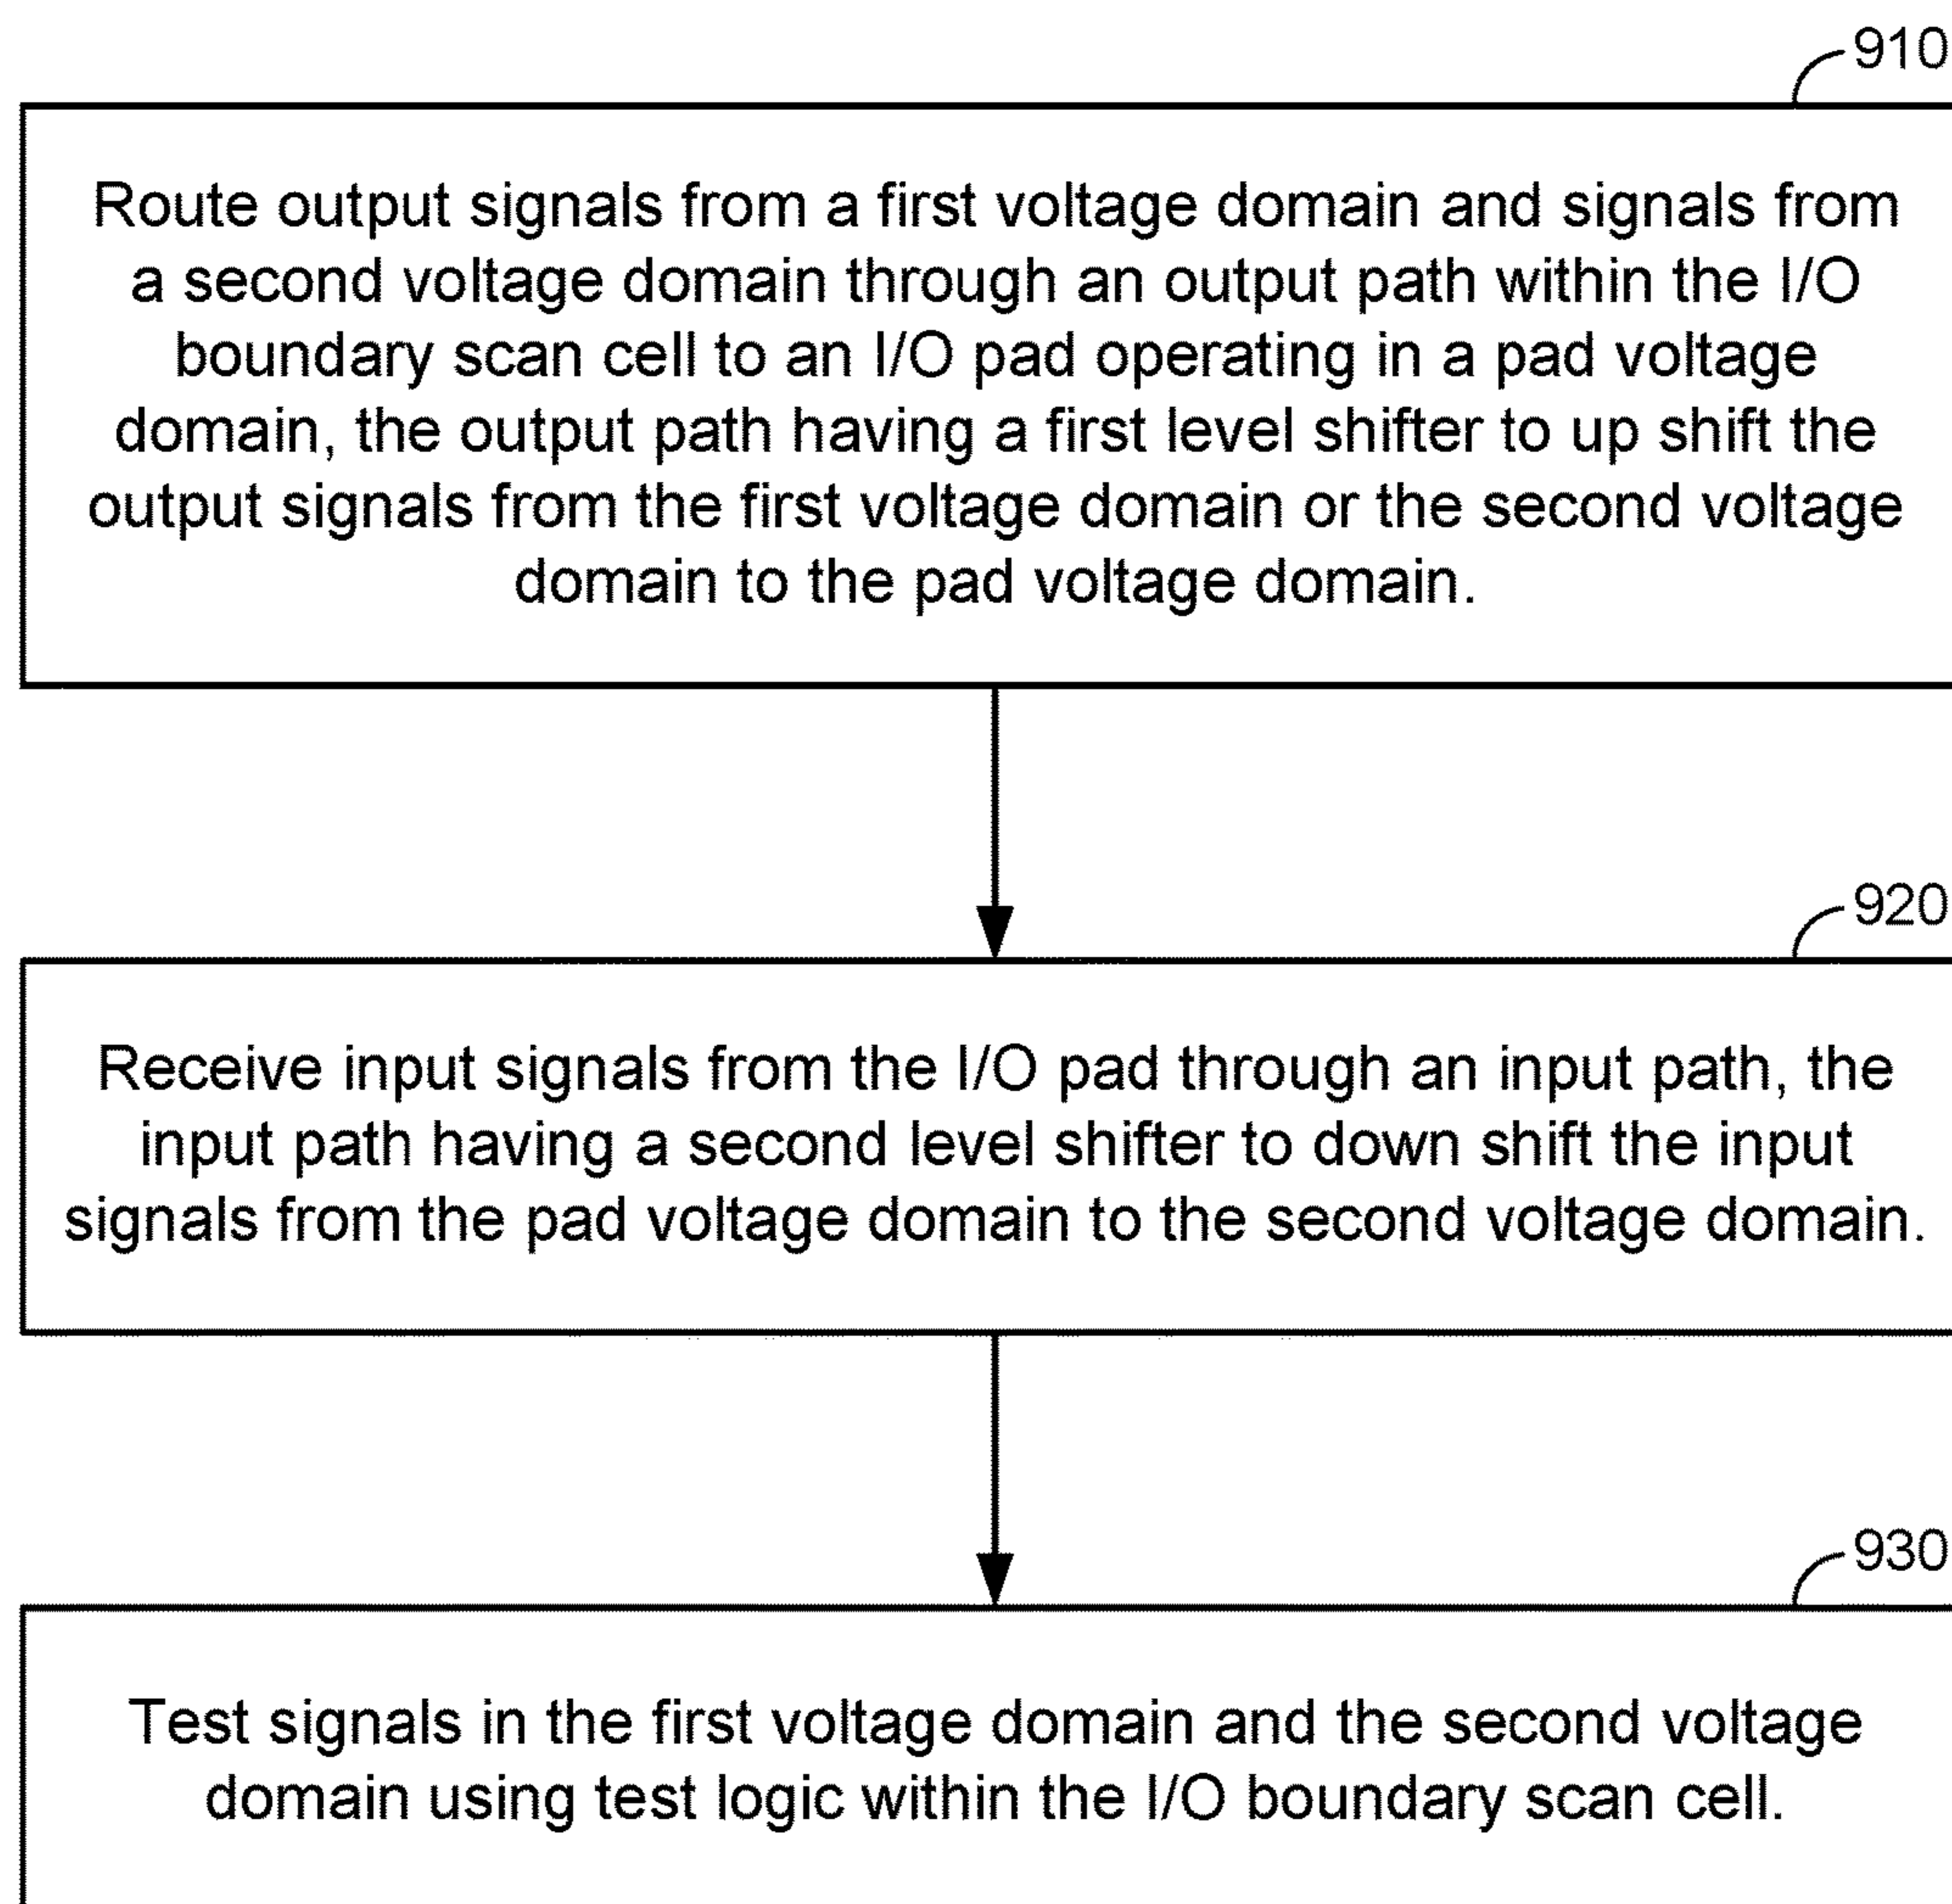 910
Route output signals from a first voltage domain and signals from
a second voltage domain through an output path within the I/O
boundary scan cell to an I/O pad operating in a pad voltage
domain, the output path having a first level shifter to up shift the
output signals from the first voltage domain or the second voltage
domain to the pad voltage domain.
920
Receive input signals from the I/O pad through an input path, the
input path having a second level shifter to down shift the input
signals from the pad voltage domain to the second voltage domain.
930
Test signals in the first voltage domain and the second voltage
domain using test logic within the I/O boundary scan cell.